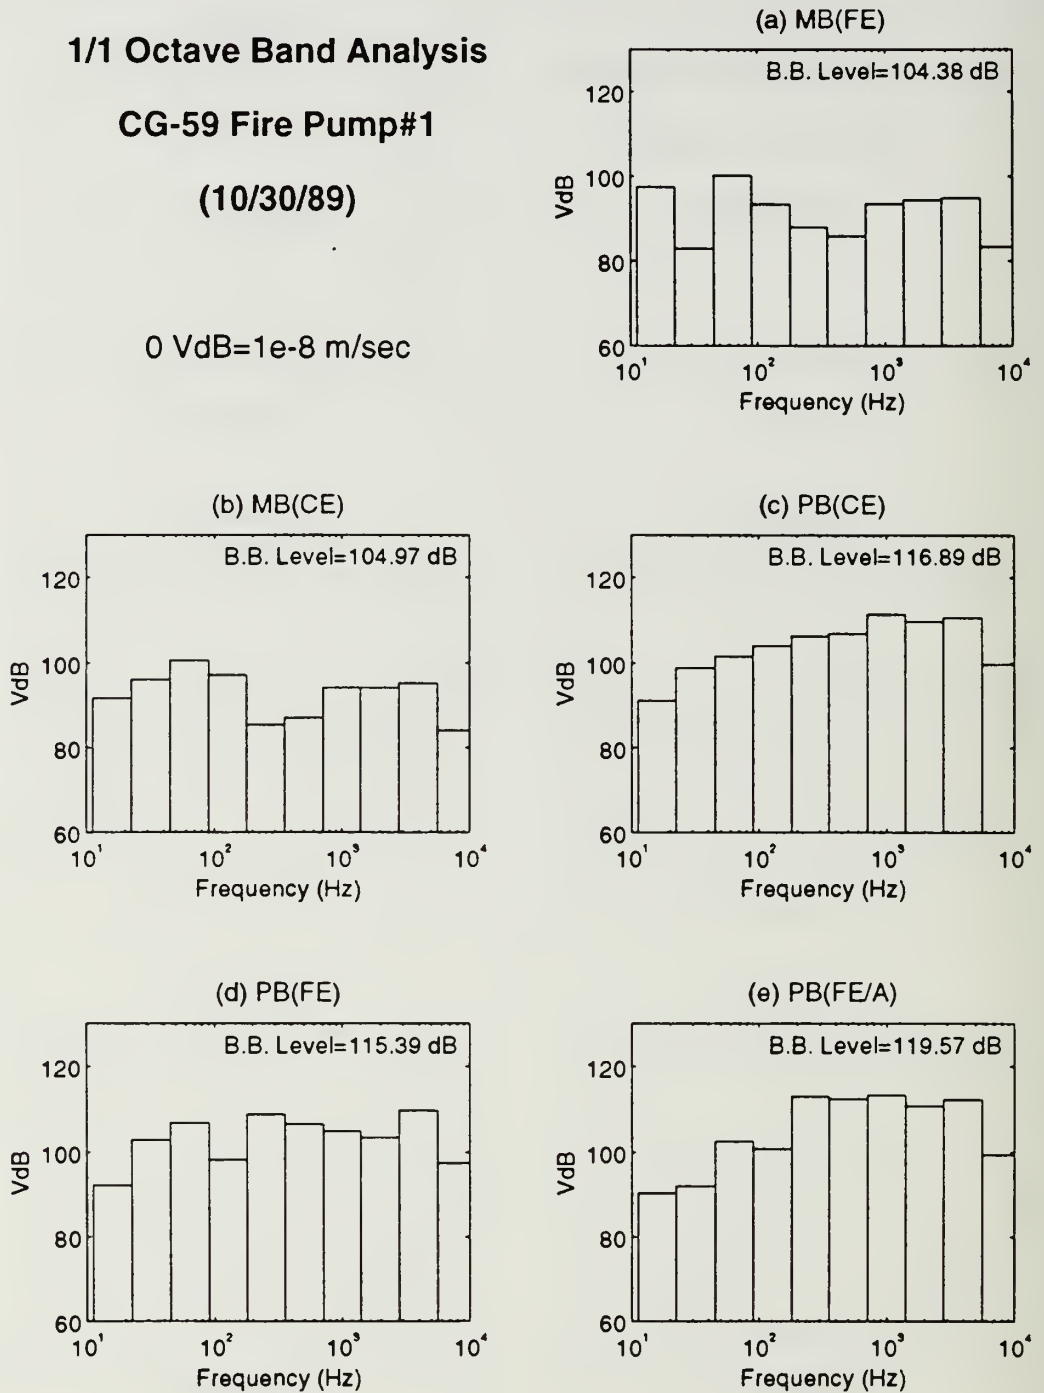 1/1 Octave Band Analysis
CG-59 Fire Pump#1
(10/30/89)
0 VdB=1e-8 m/sec
(a) MB(FE)
B.B. Level=104.38 dB
VdB
120
100
80
60
10¹ 10² 10³ 10⁴
Frequency (Hz)
(b) MB(CE)
B.B. Level=104.97 dB
VdB
120
100
80
60
10¹ 10² 10³ 10⁴
Frequency (Hz)
(c) PB(CE)
B.B. Level=116.89 dB
VdB
120
100
80
60
10¹ 10² 10³ 10⁴
Frequency (Hz)
(d) PB(FE)
B.B. Level=115.39 dB
VdB
120
100
80
60
10¹ 10² 10³ 10⁴
Frequency (Hz)
(e) PB(FE/A)
B.B. Level=119.57 dB
VdB
120
100
80
60
10¹ 10² 10³ 10⁴
Frequency (Hz)